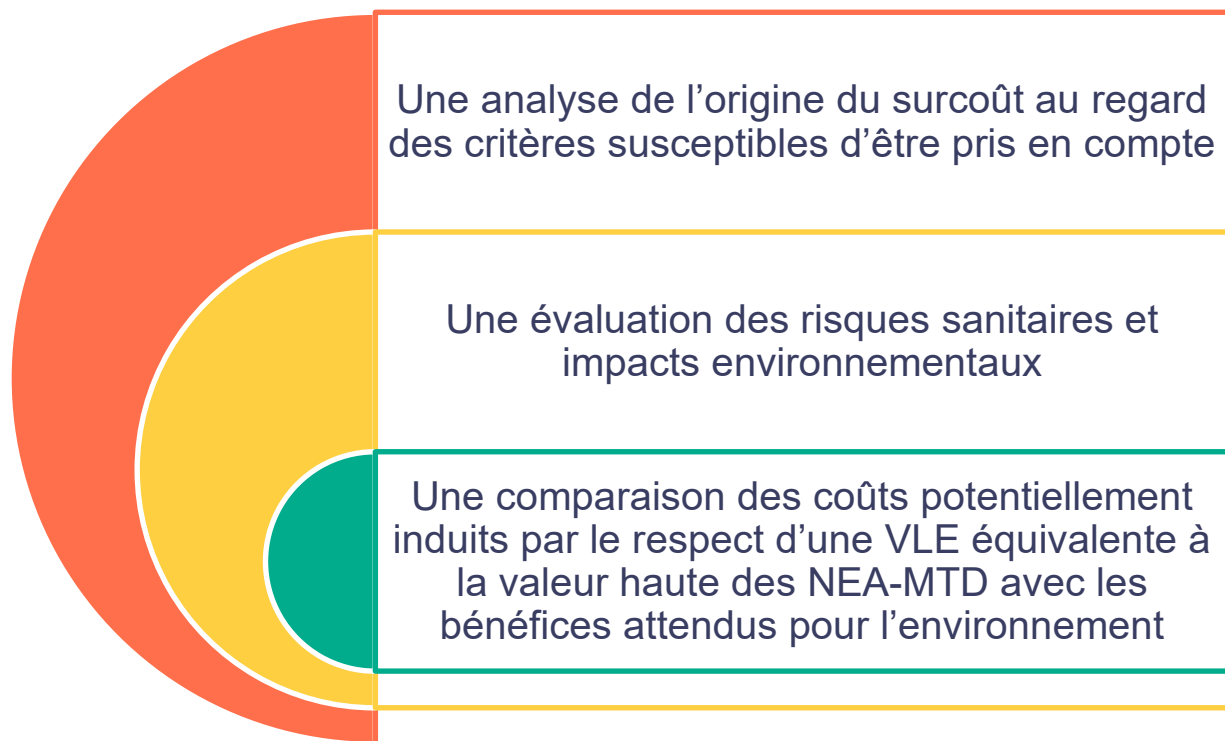 Une analyse de l’origine du surcoût au regard
des critères susceptibles d’être pris en compte
Une évaluation des risques sanitaires et
impacts environnementaux
Une comparaison des coûts potentiellement
induits par le respect d’une VLE équivalente à
la valeur haute des NEA-MTD avec les
bénéfices attendus pour l’environnement